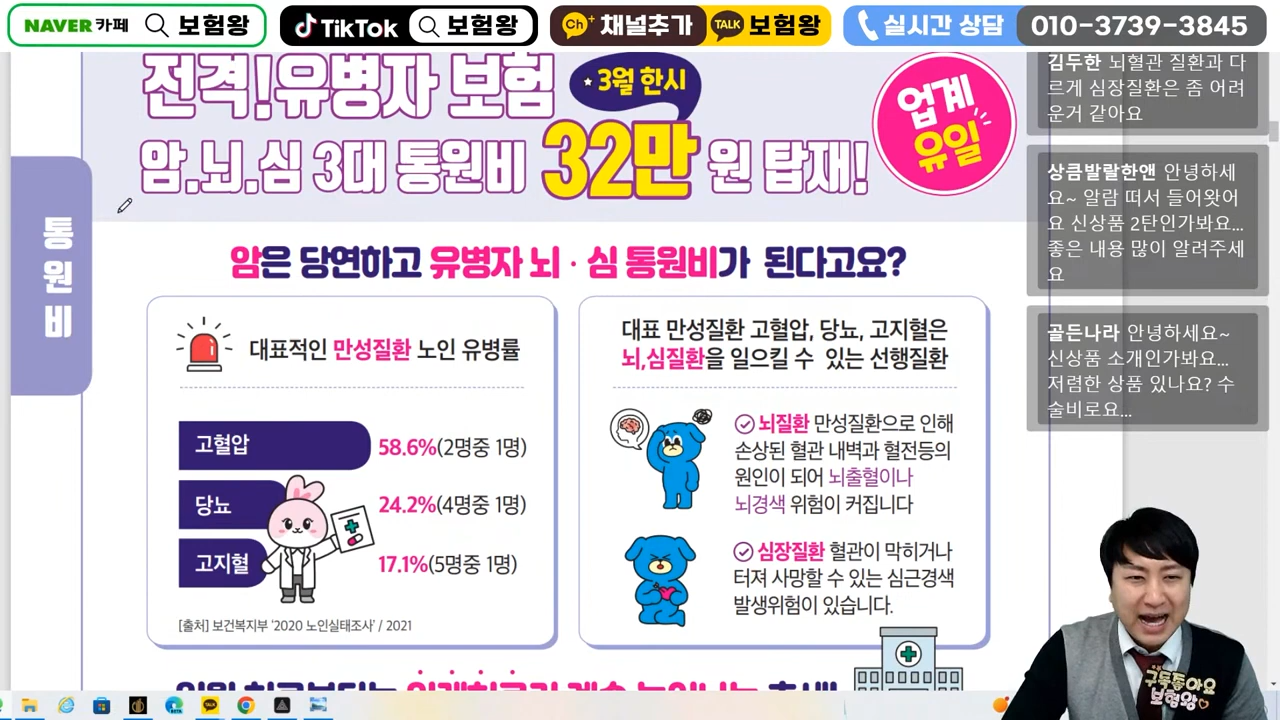 NAVER 카페 보험왕
TikTok 보험왕
Ch+ 채널추가 TALK 보험왕
실시간 상담 010-3739-3845
전격!유병자 보험 3월 한시
암.뇌.심 3대 통원비 32만 원 탑재!
업계
유일
통원비
암은 당연하고 유병자 뇌·심 통원비가 된다고요?
대표적인 만성질환 노인 유병률
고혈압 58.6%(2명중 1명)
당뇨 24.2%(4명중 1명)
고지혈 17.1%(5명중 1명)
[출처] 보건복지부 '2020 노인실태조사' / 2021
대표 만성질환 고혈압, 당뇨, 고지혈은
뇌,심질환을 일으킬 수 있는 선행질환
뇌질환 만성질환으로 인해
손상된 혈관 내벽과 혈전등의
원인이 되어 뇌출혈이나
뇌경색 위험이 커집니다
심장질환 혈관이 막히거나
터져 사망할 수 있는 심근경색
발생위험이 있습니다.
김두한 뇌혈관 질환과 다
르게 심장질환은 좀 어려
운거 같아요
상큼발랄한앤 안녕하세
요~ 알람 떠서 들어왓어
요 신상품 2탄인가봐요...
좋은 내용 많이 알려주세
요
골든나라 안녕하세요~
신상품 소개인가봐요...
저렴한 상품 있나요? 수
술비로요...
구독좋아요
보험왕♡